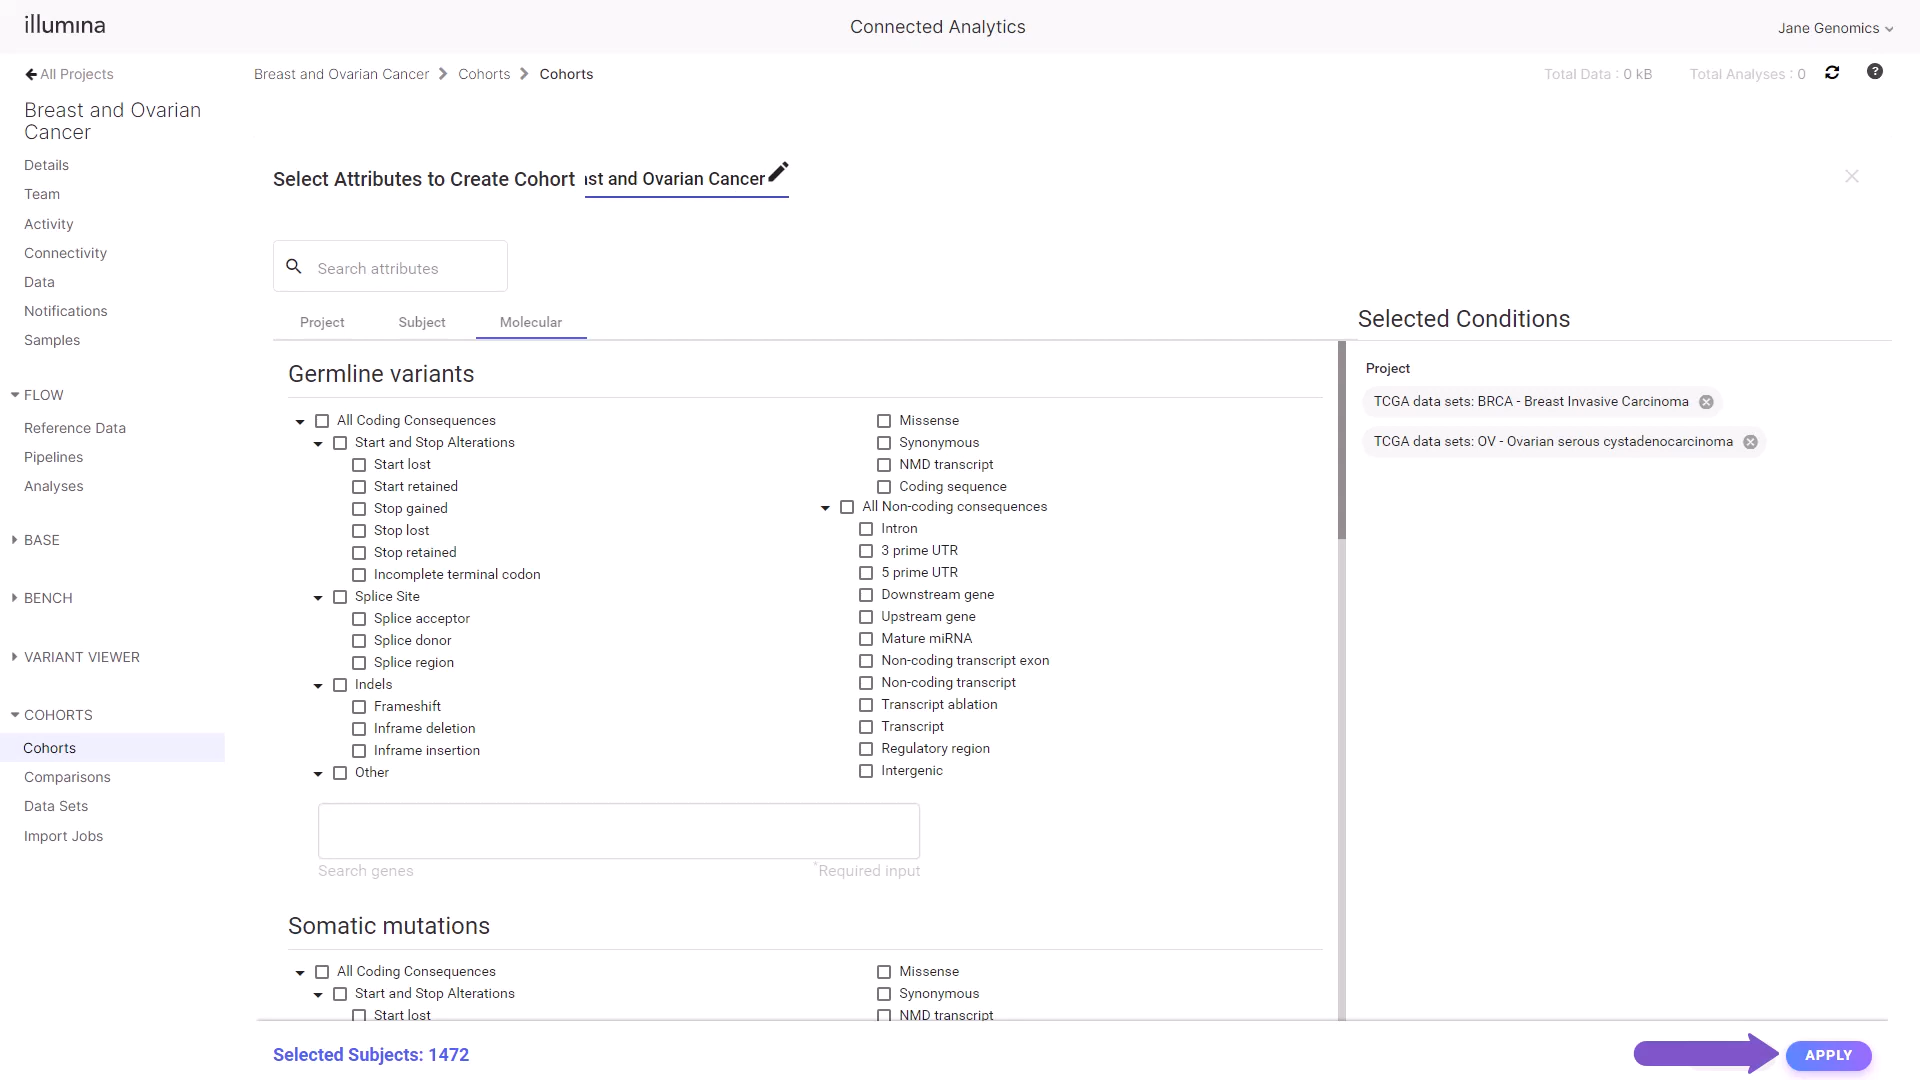 illumina
Connected Analytics
Jane Genomics
All Projects
Breast and Ovarian Cancer
Cohorts
Cohorts
Total Data : 0 kB
Total Analyses : 0
Breast and Ovarian
Cancer
Details
Team
Activity
Connectivity
Data
Notifications
Samples
FLOW
Reference Data
Pipelines
Analyses
BASE
BENCH
VARIANT VIEWER
COHORTS
Cohorts
Comparisons
Data Sets
Import Jobs
Select Attributes to Create Cohort
ast and Ovarian Cancer
Search attributes
Project
Subject
Molecular
Germline variants
All Coding Consequences
Start and Stop Alterations
Start lost
Start retained
Stop gained
Stop lost
Stop retained
Incomplete terminal codon
Splice Site
Splice acceptor
Splice donor
Splice region
Indels
Frameshift
Inframe deletion
Inframe insertion
Other
Missense
Synonymous
NMD transcript
Coding sequence
All Non-coding consequences
Intron
3 prime UTR
5 prime UTR
Downstream gene
Upstream gene
Mature miRNA
Non-coding transcript exon
Non-coding transcript
Transcript ablation
Transcript
Regulatory region
Intergenic
Search genes
*Required input
Somatic mutations
All Coding Consequences
Start and Stop Alterations
Start lost
Missense
Synonymous
NMD transcript
Selected Conditions
Project
TCGA data sets: BRCA - Breast Invasive Carcinoma
TCGA data sets: OV - Ovarian serous cystadenocarcinoma
Selected Subjects: 1472
APPLY